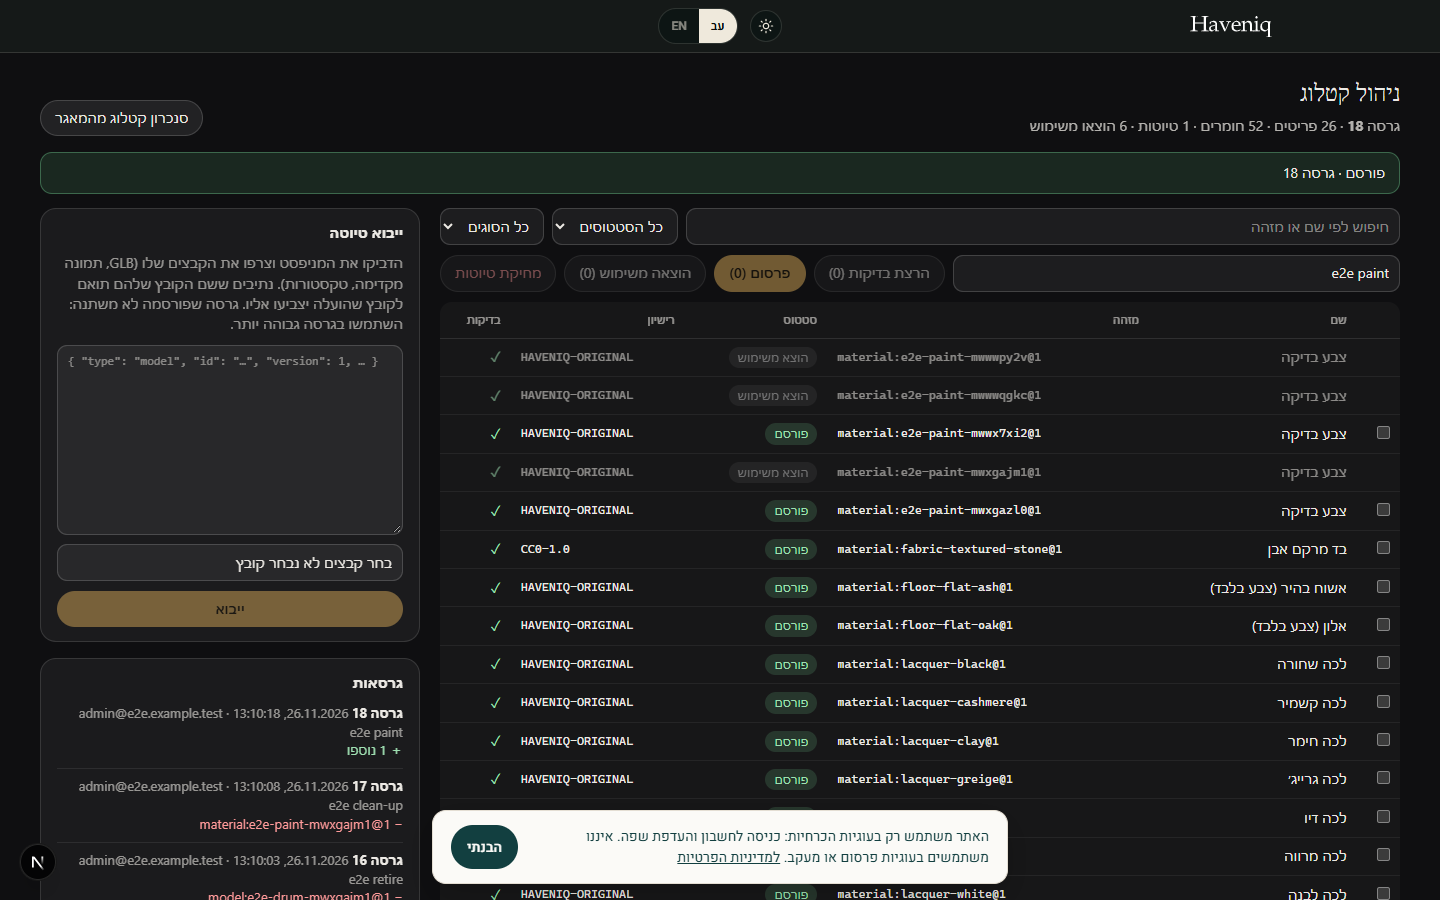 Haveniq
עב
EN
ניהול קטלוג
גרסה 18 · 26 פריטים · 52 חומרים · 1 טיוטות · 6 הוצאו משימוש
סנכרון קטלוג מהמאגר
פורסם · גרסה 18
חיפוש לפי שם או מזהה
כל הסטטוסים
כל הסוגים
e2e paint
הרצת בדיקות (0)
פרסום (0)
הוצאה משימוש (0)
מחיקת טיוטות
שם מזהה סטטוס רישיון בדיקות
צבע בדיקה material:e2e-paint-mwwwpy2v@1 הוצא משימוש HAVENIQ-ORIGINAL ✓
צבע בדיקה material:e2e-paint-mwwwqgkc@1 הוצא משימוש HAVENIQ-ORIGINAL ✓
צבע בדיקה material:e2e-paint-mwwx7xi2@1 פורסם HAVENIQ-ORIGINAL ✓
צבע בדיקה material:e2e-paint-mwxgajm1@1 הוצא משימוש HAVENIQ-ORIGINAL ✓
צבע בדיקה material:e2e-paint-mwxgazl0@1 פורסם HAVENIQ-ORIGINAL ✓
בד מרקם אבן material:fabric-textured-stone@1 פורסם CC0-1.0 ✓
אשוח בהיר (צבע בלבד) material:floor-flat-ash@1 פורסם HAVENIQ-ORIGINAL ✓
אלון (צבע בלבד) material:floor-flat-oak@1 פורסם HAVENIQ-ORIGINAL ✓
לכה שחורה material:lacquer-black@1 פורסם HAVENIQ-ORIGINAL ✓
לכה קשמיר material:lacquer-cashmere@1 פורסם HAVENIQ-ORIGINAL ✓
לכה חימר material:lacquer-clay@1 פורסם HAVENIQ-ORIGINAL ✓
לכה גרייג׳ material:lacquer-greige@1 פורסם HAVENIQ-ORIGINAL ✓
לכה דיו
לכה מרווה
לכה לבנה material:lacquer-white@1 פורסם HAVENIQ-ORIGINAL ✓
ייבוא טיוטה
הדביקו את המניפסט וצרפו את הקבצים שלו (GLB, תמונה
מקדימה, טקסטורות). נתיבים ששם הקובץ שלהם תואם
לקובץ שהועלה יצביעו אליו. גרסה שפורסמה לא משתנה:
השתמשו בגרסה גבוהה יותר.
{ "type": "model", "id": "…", "version": 1, … }
בחר קבצים לא נבחר קובץ
ייבוא
גרסאות
גרסה 18 26.11.2026, 13:10:18 · admin@e2e.example.test
e2e paint
+ 1 נוספו
גרסה 17 26.11.2026, 13:10:08 · admin@e2e.example.test
e2e clean-up
− material:e2e-paint-mwxgajm1@1
גרסה 16 26.11.2026, 13:10:03 · admin@e2e.example.test
e2e retire
− model:e2e-drum-mwxgajm1@1
האתר משתמש רק בעוגיות הכרחיות: כניסה לחשבון והעדפת שפה. איננו
משתמשים בעוגיות פרסום או מעקב. למדיניות הפרטיות
הבנתי
N